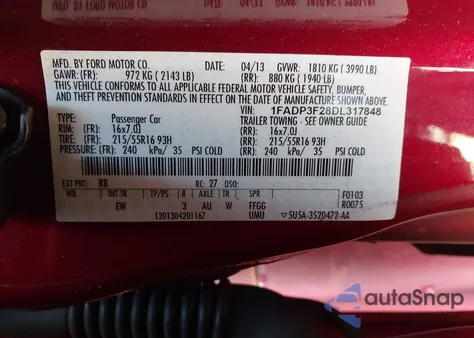 MFD. BY FORD MOTOR CO.
DATE: 04/13 GVWR: 1810 KG ( 3990 LB)
GAWR: (FR): 972 KG ( 2143 LB) (RR): 880 KG ( 1940 LB)
THIS VEHICLE CONFORMS TO ALL APPLICABLE FEDERAL MOTOR VEHICLE SAFETY, BUMPER,
AND THEFT PREVENTION STANDARDS IN EFFECT ON THE DATE OF MANUFACTURE SHOWN ABOVE.
VIN: 1FADP3F28DL317848
TYPE: Passenger Car TRAILER TOWING - SEE OWNER GUIDE
RIM: (FR) 16x7.0J (RR) 16x7.0J
TIRE: (FR) 215/55R16 93H (RR) 215/55R16 93H
PRESSURE: (FR) 240 kPa/ 35 PSI COLD (RR) 240 kPa/ 35 PSI COLD
EXT PNT: RR RC: 27 DSO:
WB INT TR TP/PS R AXLE TR SPR F0103
EW 3 AU W FFGG R0075
1201304201167 UMU 5U5A-3520472-AA
autoSnap